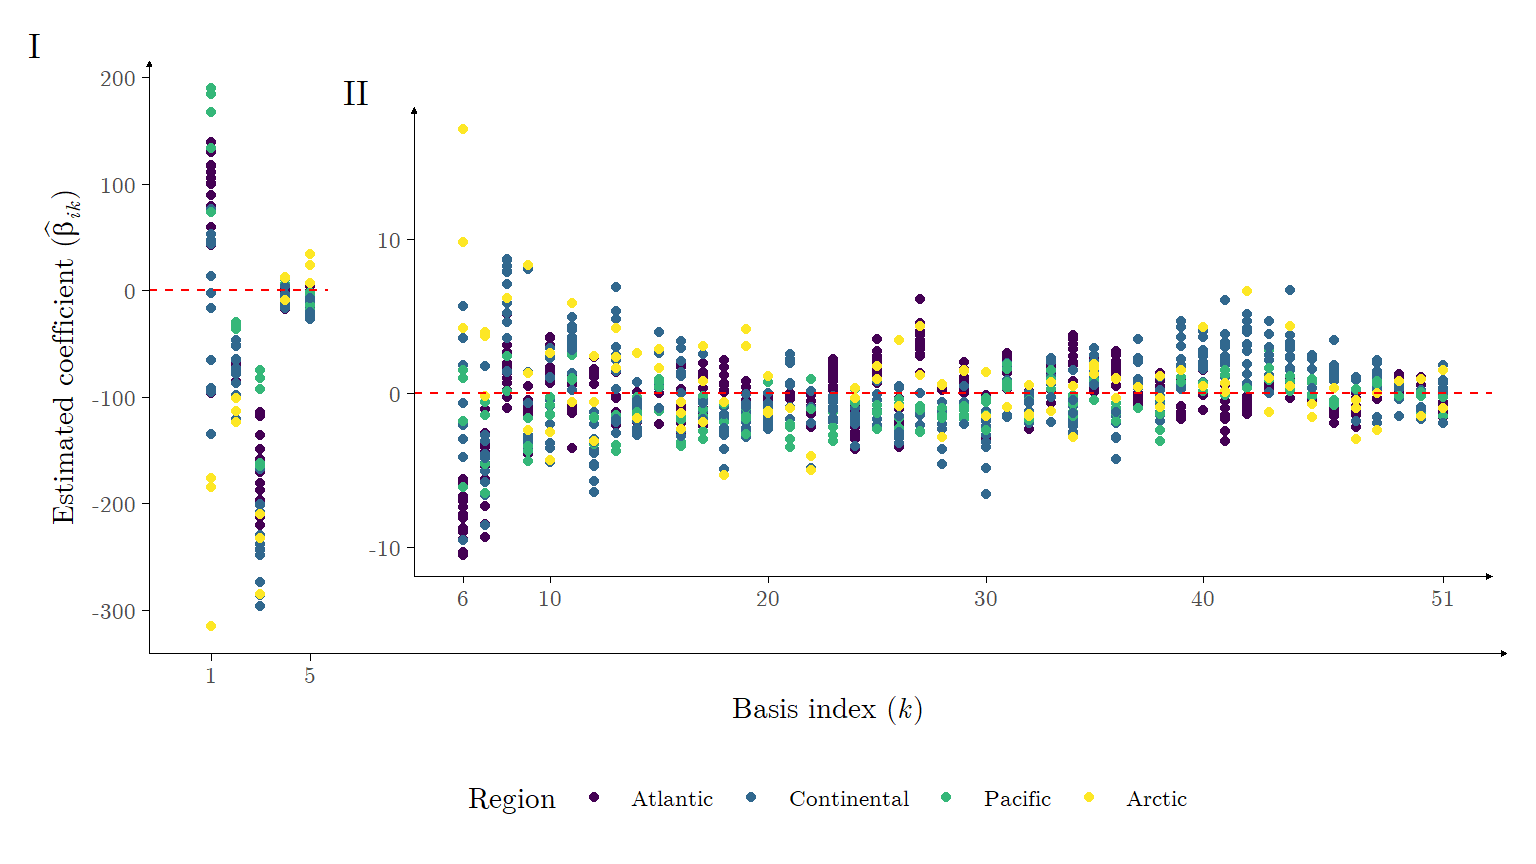 I
II
200
100
0
-100
-200
-300
1 5
10
0
-10
6 10 20 30 40 51
Estimated coefficient (β̂ᵢₖ)
Basis index (k)
Region Atlantic Continental Pacific Arctic